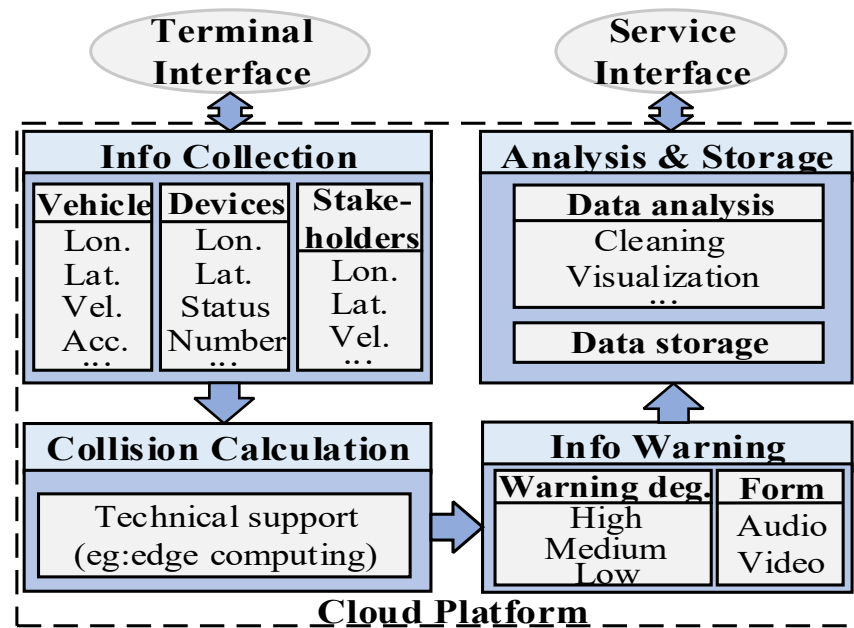 Terminal
Interface
Service
Interface
Info Collection
Vehicle
Lon.
Lat.
Vel.
Acc.
...
Devices
Lon.
Lat.
Status
Number
...
Stake-
holders
Lon.
Lat.
Vel.
...
Analysis & Storage
Data analysis
Cleaning
Visualization
...
Data storage
Collision Calculation
Technical support
(eg:edge computing)
Info Warning
Warning deg.
High
Medium
Low
Form
Audio
Video
Cloud Platform